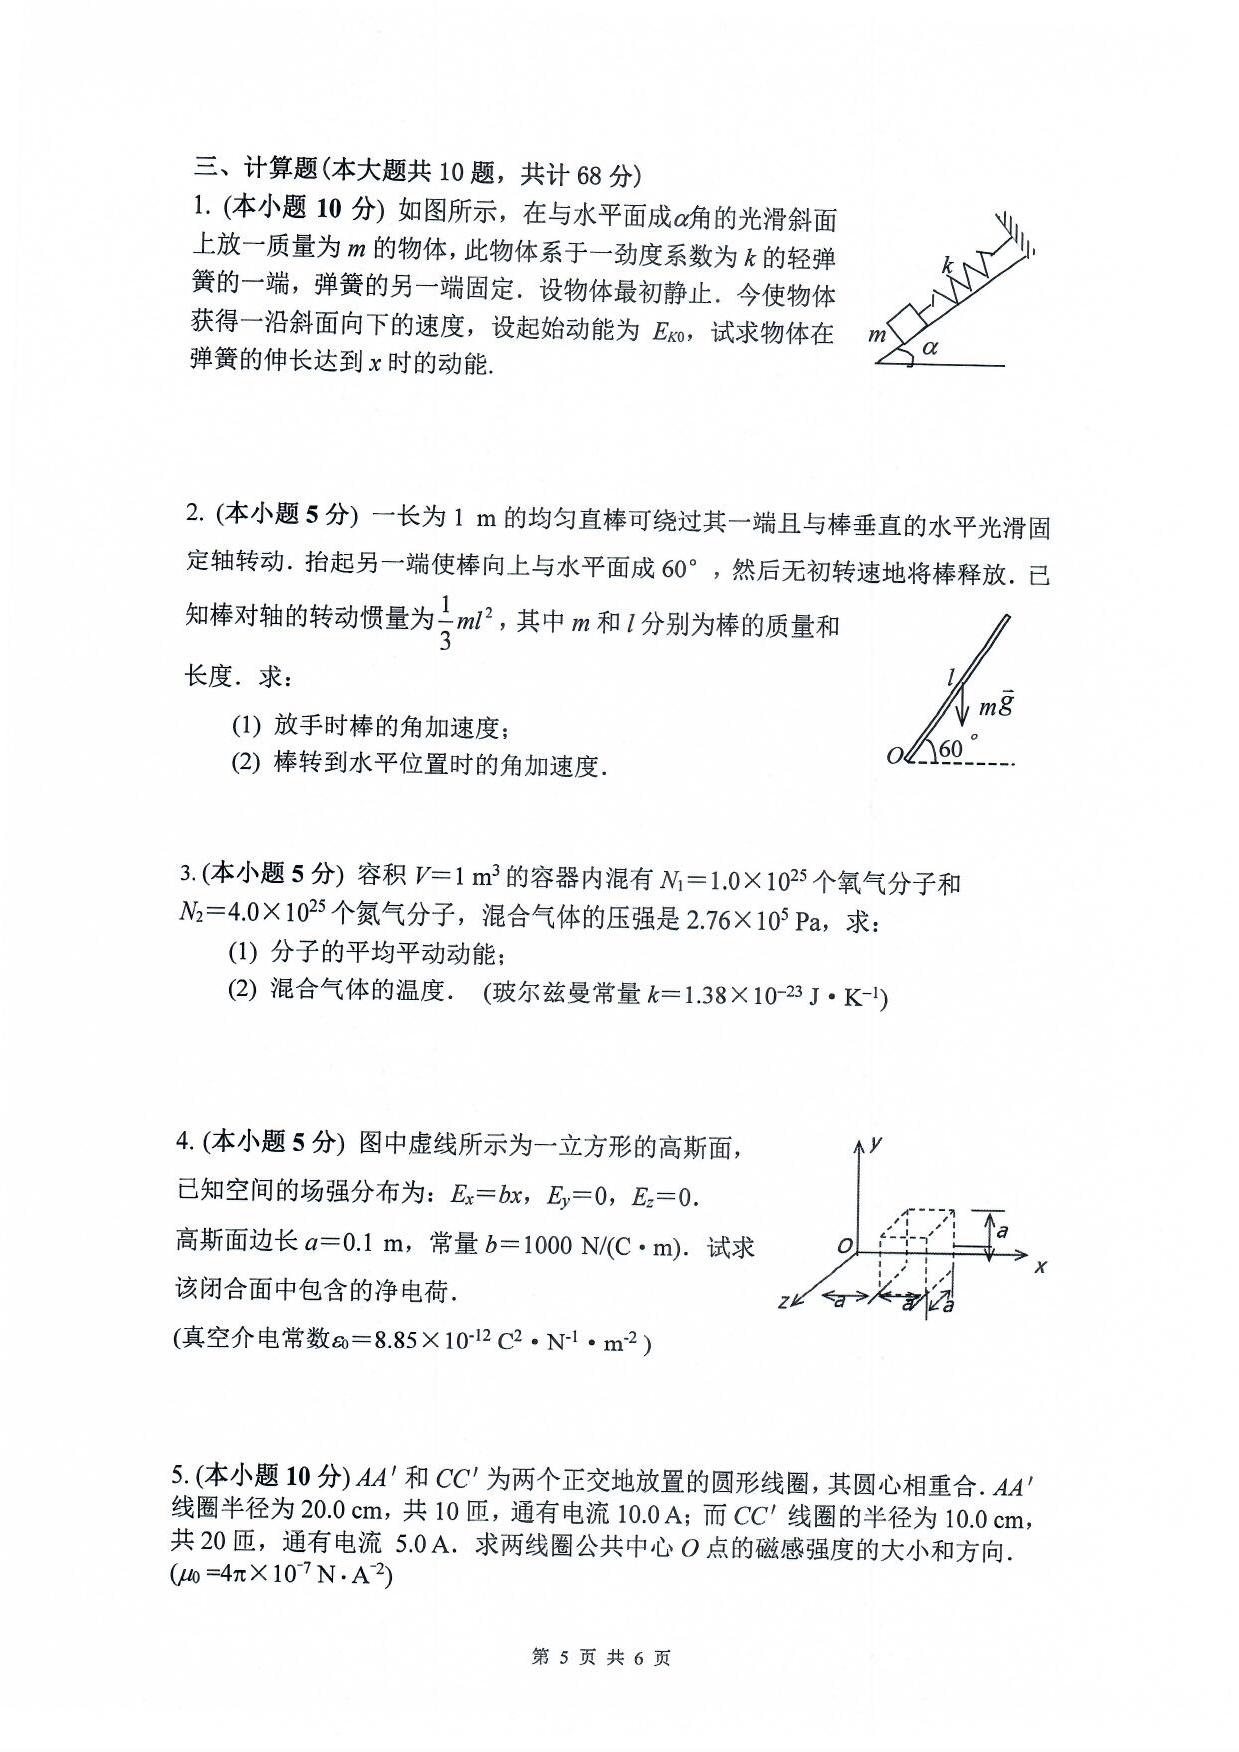 三、计算题(本大题共 10 题，共计 68 分)
1. (本小题 10 分) 如图所示，在与水平面成α角的光滑斜面
上放一质量为 m 的物体，此物体系于一劲度系数为 k 的轻弹
簧的一端，弹簧的另一端固定．设物体最初静止．今使物体
获得一沿斜面向下的速度，设起始动能为 E_{K0}，试求物体在
弹簧的伸长达到 x 时的动能.
k
m
α
2. (本小题 5 分) 一长为 1 m 的均匀直棒可绕过其一端且与棒垂直的水平光滑固
定轴转动．抬起另一端使棒向上与水平面成 60°，然后无初转速地将棒释放．已
知棒对轴的转动惯量为 \frac{1}{3}ml²，其中 m 和 l 分别为棒的质量和
长度．求：
(1) 放手时棒的角加速度；
(2) 棒转到水平位置时的角加速度．
l
mg⃗
O
60°
3. (本小题 5 分) 容积 V＝1 m³ 的容器内混有 N₁＝1.0×10²⁵ 个氧气分子和
N₂＝4.0×10²⁵ 个氮气分子，混合气体的压强是 2.76×10⁵ Pa，求：
(1) 分子的平均平动动能；
(2) 混合气体的温度． (玻尔兹曼常量 k＝1.38×10⁻²³ J·K⁻¹)
4. (本小题 5 分) 图中虚线所示为一立方形的高斯面，
已知空间的场强分布为：Eₓ＝bx，E_y＝0，E_z＝0．
高斯面边长 a＝0.1 m，常量 b＝1000 N/(C·m)．试求
该闭合面中包含的净电荷．
(真空介电常数ε₀＝8.85×10⁻¹² C²·N⁻¹·m⁻² )
y
a
O
x
z
a
a
a
5. (本小题 10 分) AA′ 和 CC′ 为两个正交地放置的圆形线圈，其圆心相重合．AA′
线圈半径为 20.0 cm，共 10 匝，通有电流 10.0 A；而 CC′ 线圈的半径为 10.0 cm，
共 20 匝，通有电流 5.0 A．求两线圈公共中心 O 点的磁感强度的大小和方向．
(μ₀ =4π×10⁻⁷ N·A⁻²)
第 5 页 共 6 页